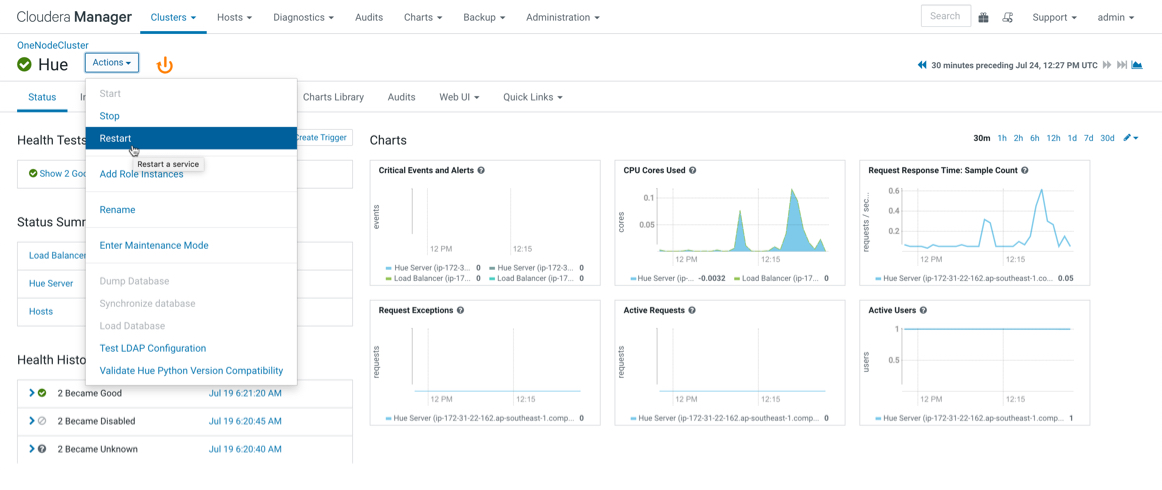 Cloudera Manager Clusters Hosts Diagnostics Audits Charts Backup Administration Search Support admin
OneNodeCluster
Hue Actions 30 minutes preceding Jul 24, 12:27 PM UTC
Status Charts Library Audits Web UI Quick Links
Start
Stop
Restart
Restart a service
Add Role Instances
Rename
Enter Maintenance Mode
Dump Database
Synchronize database
Load Database
Test LDAP Configuration
Validate Hue Python Version Compatibility
Health Tests Create Trigger
Show 2
Status
Load Balancer
Hue Server
Hosts
Health
2 Became Good Jul 19 6:21:20 AM
2 Became Disabled Jul 19 6:20:45 AM
2 Became Unknown Jul 19 6:20:40 AM
Charts 30m 1h 2h 6h 12h 1d 7d 30d
Critical Events and Alerts
events
12 PM 12:15
Hue Server (ip-172-3... 0 Hue Server (ip-172-3... 0
Load Balancer (ip-17... 0 Load Balancer (ip-17... 0
CPU Cores Used
cores
0.1
0.05
12 PM 12:15
Hue Server (ip-... -0.0032 Load Balancer (ip-17... 0
Request Response Time: Sample Count
requests / sec...
0.6
0.4
0.2
12 PM 12:15
Hue Server (ip-172-31-22-162.ap-southeast-1.co... 0.05
Request Exceptions
requests
12 PM 12:15
Hue Server (ip-172-31-22-162.ap-southeast-1.comp... 0
Active Requests
requests
12 PM 12:15
Hue Server (ip-172-31-22-162.ap-southeast-1.comp... 0
Active Users
users
1
0.5
12 PM 12:15
Hue Server (ip-172-31-22-162.ap-southeast-1.comp... 1